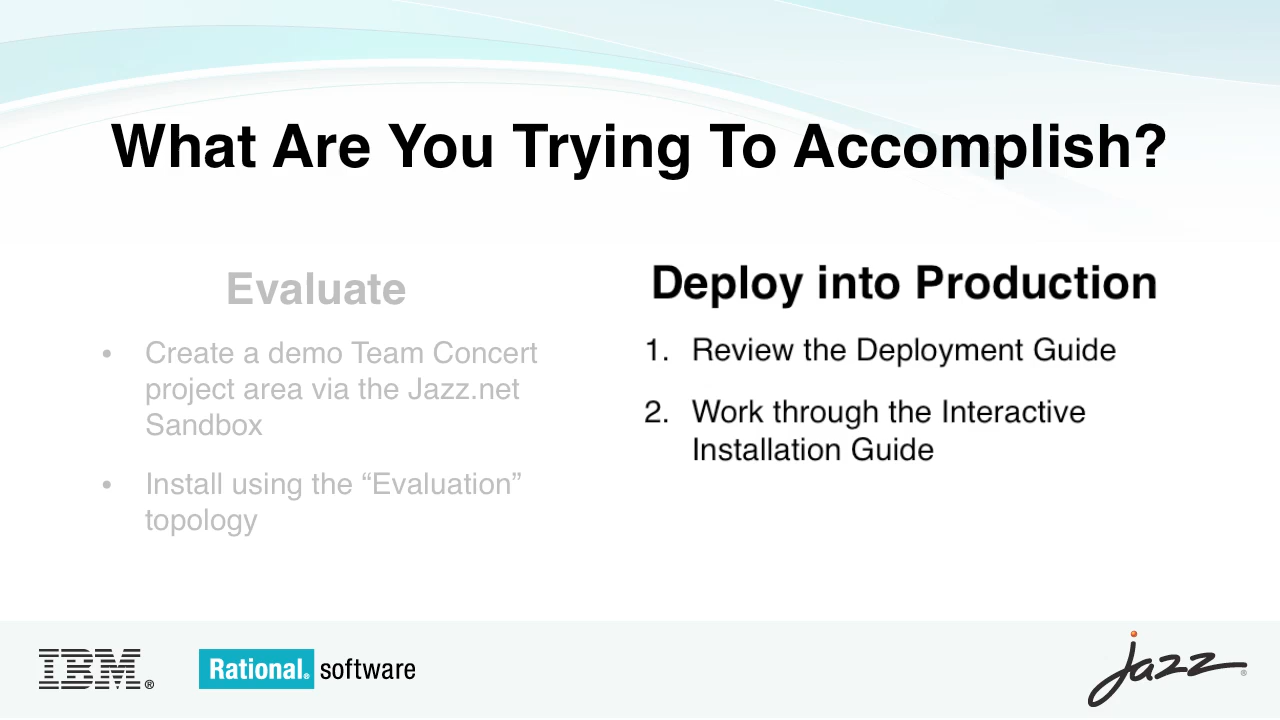 What Are You Trying To Accomplish?
Evaluate
• Create a demo Team Concert
project area via the Jazz.net
Sandbox
• Install using the “Evaluation”
topology
Deploy into Production
1. Review the Deployment Guide
2. Work through the Interactive
Installation Guide
IBM®
Rational® software
jazz®